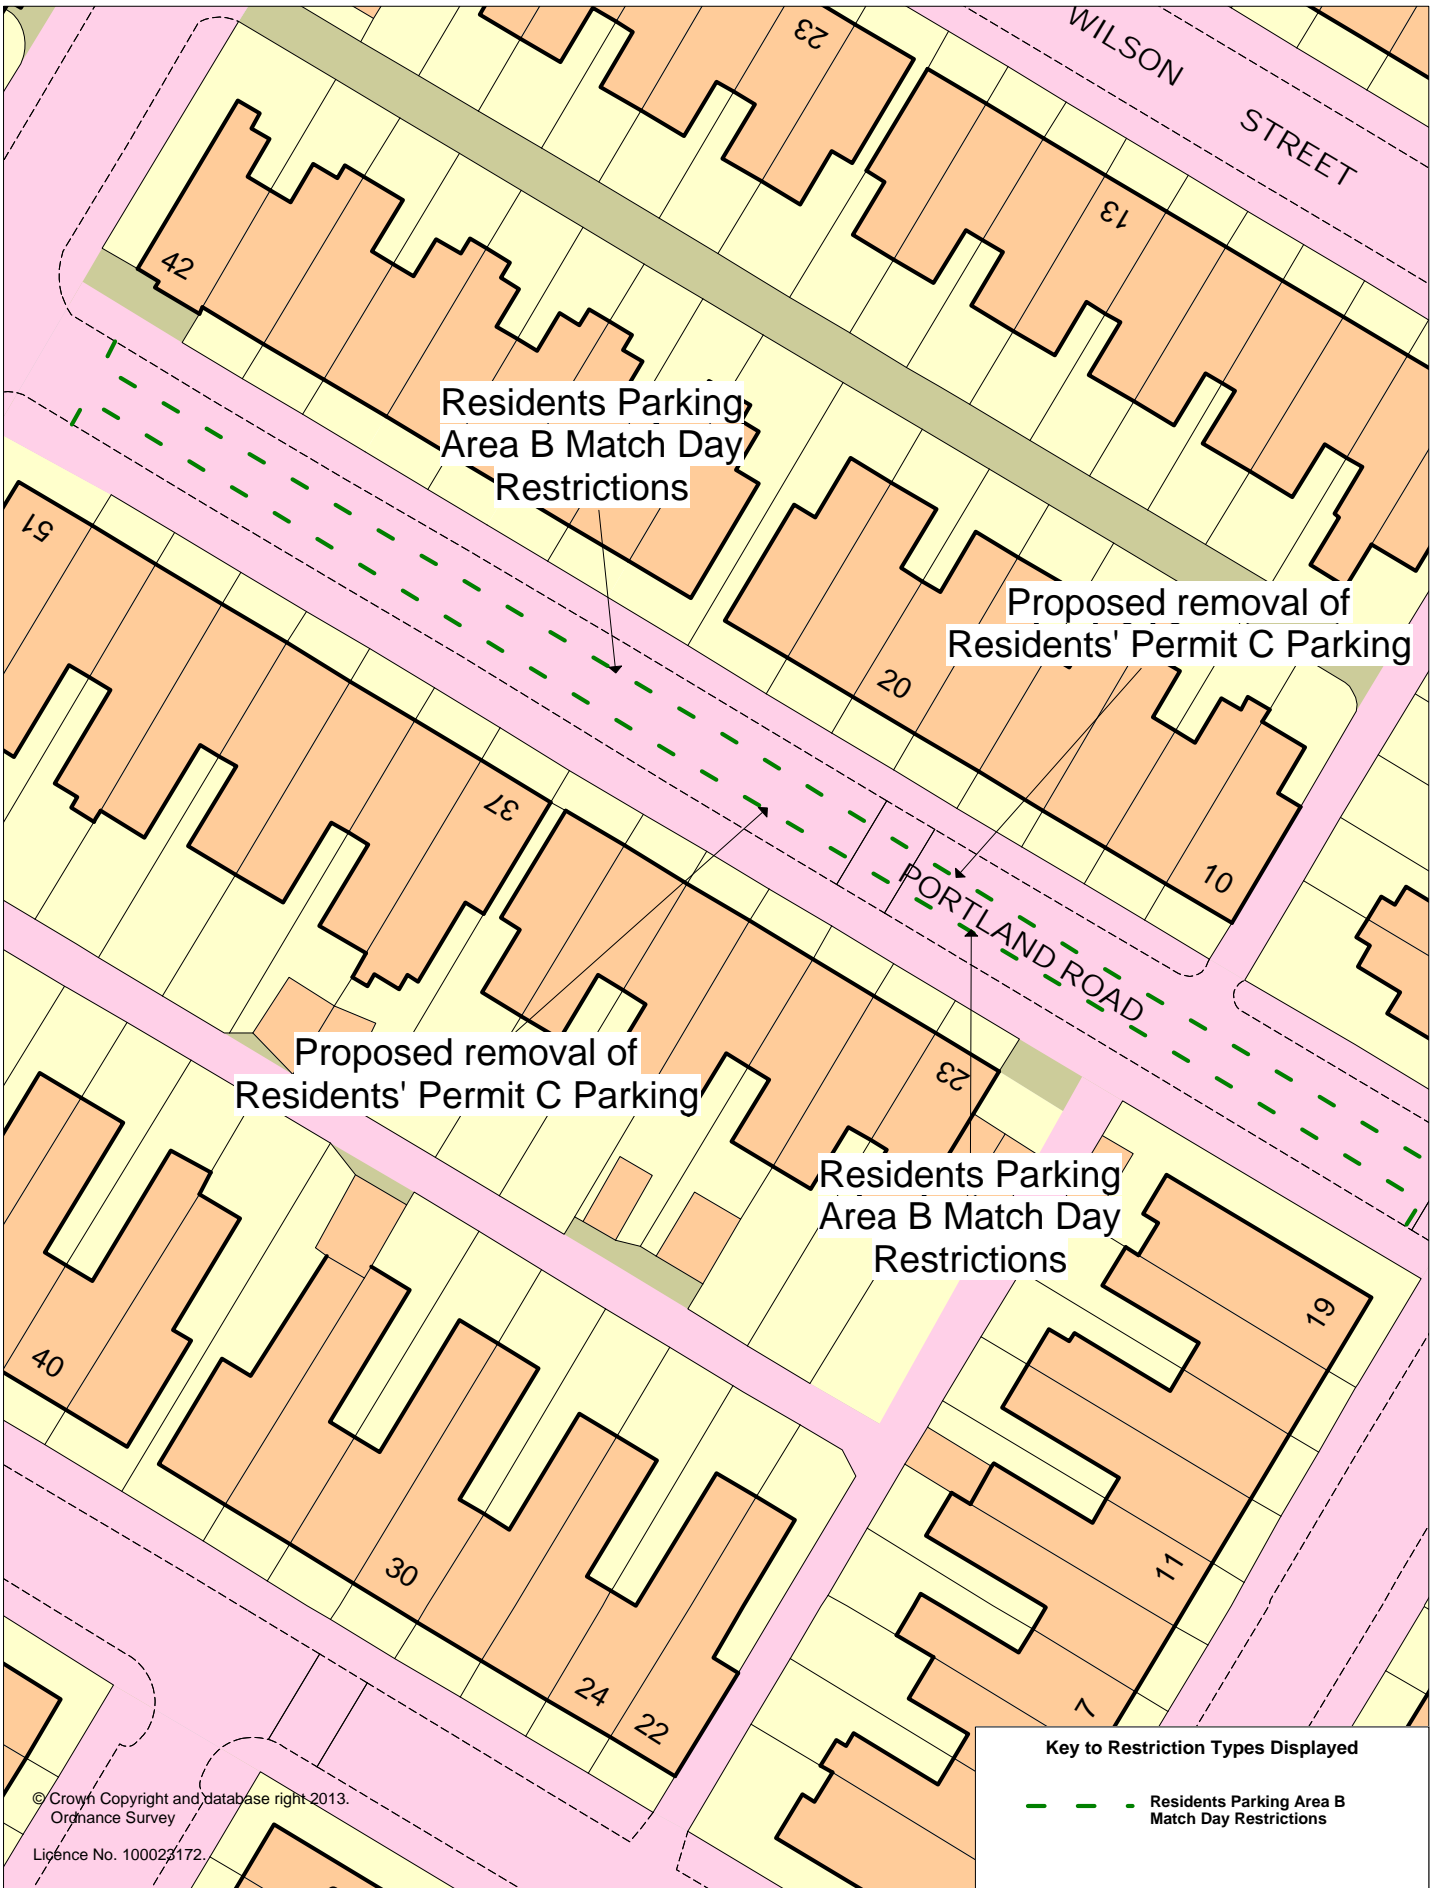 WILSON
STREET
23
13
42
Residents Parking
Area B Match Day
Restrictions
51
Proposed removal of
Residents' Permit C Parking
20
37
10
PORTLAND ROAD
Proposed removal of
Residents' Permit C Parking
23
Residents Parking
Area B Match Day
Restrictions
19
40
30
11
24
22
7
Key to Restriction Types Displayed
Residents Parking Area B
Match Day Restrictions
© Crown Copyright and database right 2013.
Ordnance Survey
Licence No. 100023172.